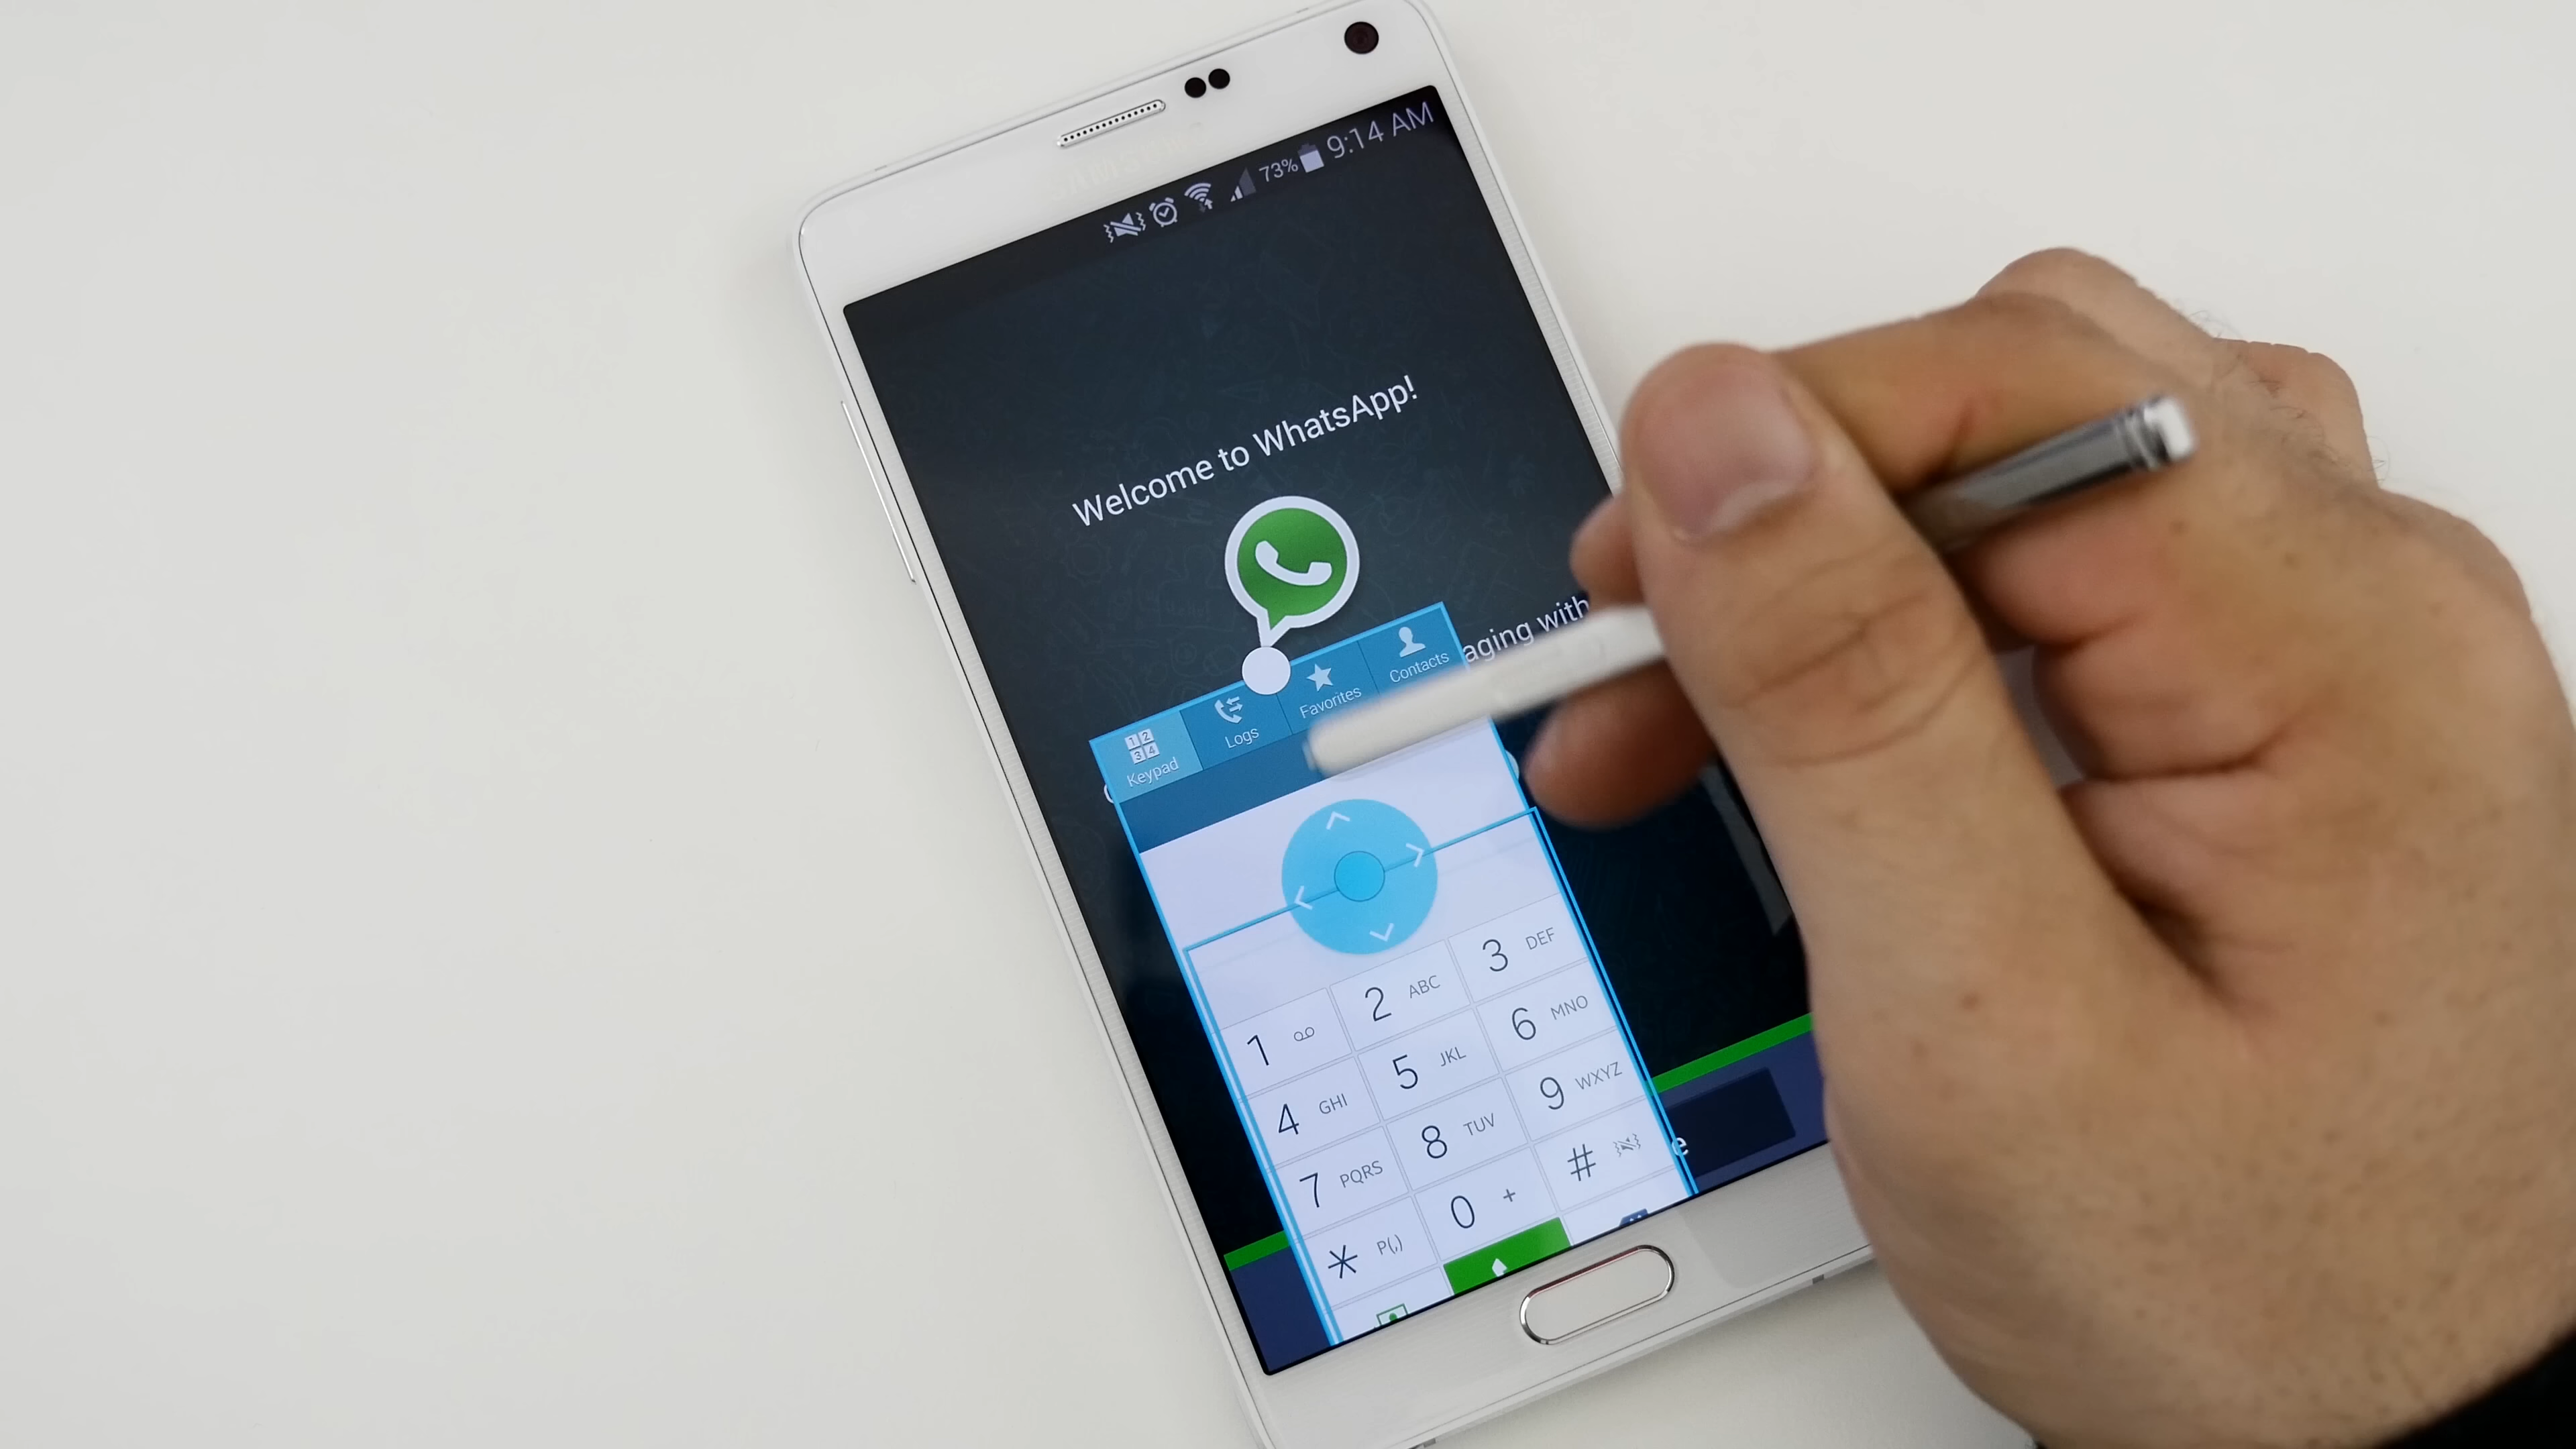 SAMSUNG
73% 9:14 AM
Welcome to WhatsApp!
aging with
Keypad Logs Favorites Contacts
1 2 ABC 3 DEF
4 GHI 5 JKL 6 MNO
7 PQRS 8 TUV 9 WXYZ
* P(,) 0 + #
e